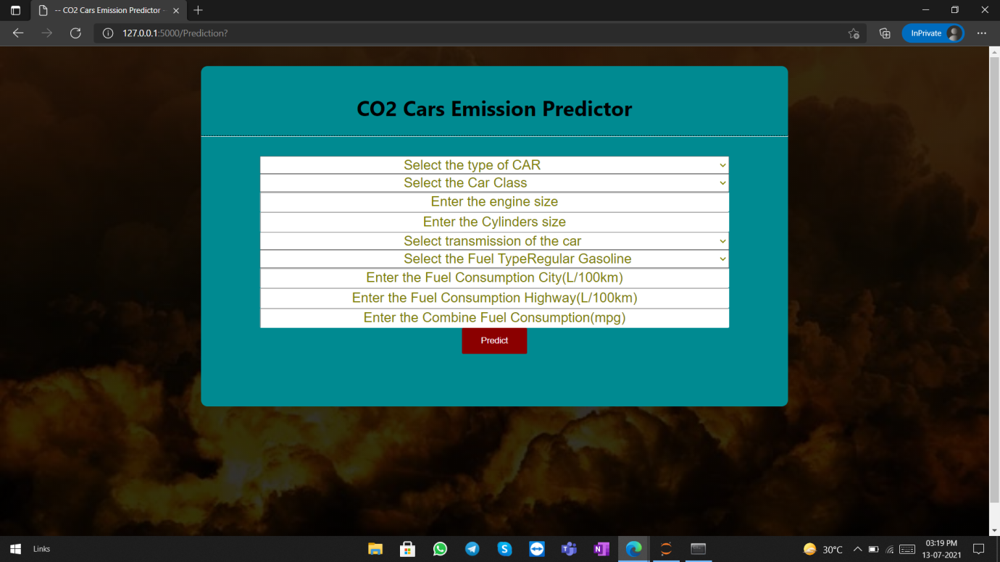 -- CO2 Cars Emission Predictor -
127.0.0.1:5000/Prediction?
InPrivate
CO2 Cars Emission Predictor
Select the type of CAR
Select the Car Class
Enter the engine size
Enter the Cylinders size
Select transmission of the car
Select the Fuel TypeRegular Gasoline
Enter the Fuel Consumption City(L/100km)
Enter the Fuel Consumption Highway(L/100km)
Enter the Combine Fuel Consumption(mpg)
Predict
Links
30°C
03:19 PM
13-07-2021